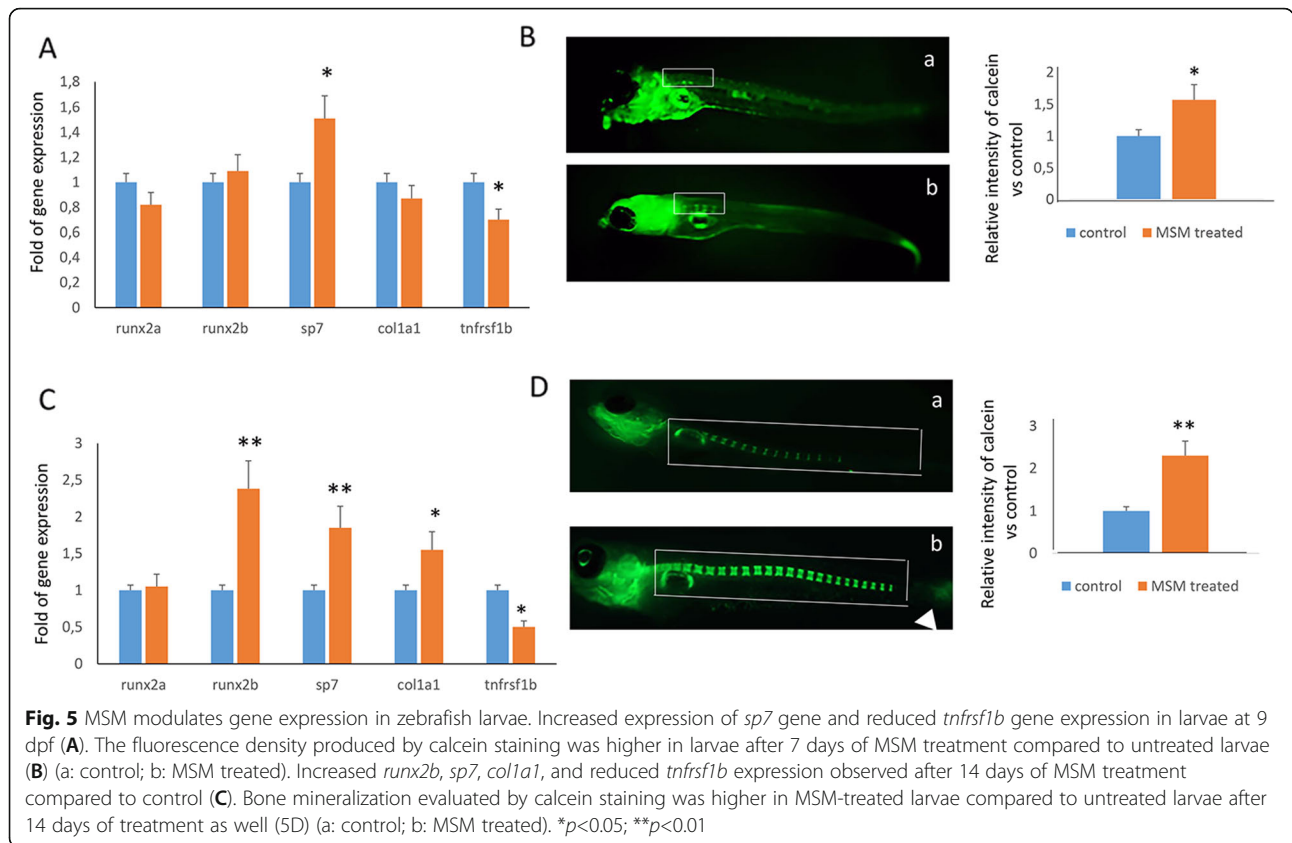 A
Fold of gene expression
1,8
1,6
1,4
1,2
1
0,8
0,6
0,4
0,2
0
*
*
runx2a runx2b sp7 col1a1 tnfrsf1b
B
a
b
Relative intensity of calcein
vs control
2
1,5
1
0,5
0
*
control MSM treated
C
Fold of gene expression
3
2,5
2
1,5
1
0,5
0
**
**
*
*
runx2a runx2b sp7 col1a1 tnfrsf1b
D
a
b
Relative intensity of calcein
vs control
3
2
1
0
**
control MSM treated
Fig. 5 MSM modulates gene expression in zebrafish larvae. Increased expression of sp7 gene and reduced tnfrsf1b gene expression in larvae at 9
dpf (A). The fluorescence density produced by calcein staining was higher in larvae after 7 days of MSM treatment compared to untreated larvae
(B) (a: control; b: MSM treated). Increased runx2b, sp7, col1a1, and reduced tnfrsf1b expression observed after 14 days of MSM treatment
compared to control (C). Bone mineralization evaluated by calcein staining was higher in MSM-treated larvae compared to untreated larvae after
14 days of treatment as well (5D) (a: control; b: MSM treated). *p<0.05; **p<0.01